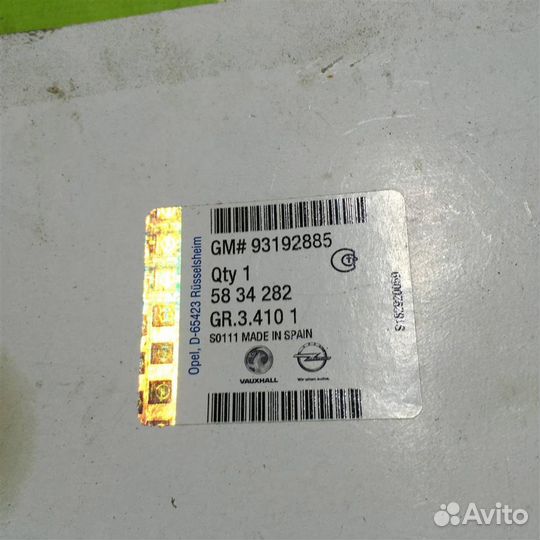 Opel, D-65423 Rüsselsheim
GM# 93192885
Qty 1
58 34 282
GR.3.410 1
S0111 MADE IN SPAIN
VAUXHALL
Wir leben Autos.
Avito